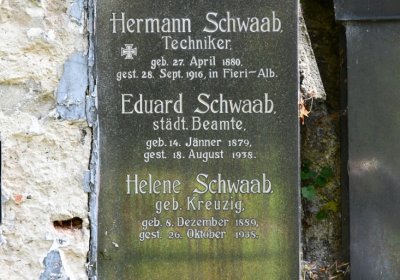 Hermann Schwaab,
Techniker,
geb. 27. April 1880,
gest. 28. Sept. 1916, in Fieri-Alb.
Eduard Schwaab,
städt. Beamte,
geb. 14. Jänner 1879,
gest. 18. August 1938.
Helene Schwaab.
geb. Kreuzig.
geb. 8. Dezember 1889,
gest. 26. Oktober 1938.